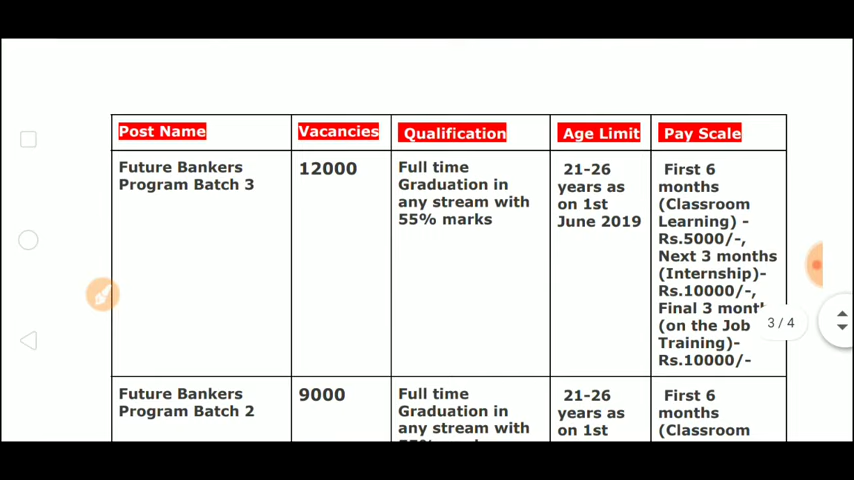 Post Name
Vacancies
Qualification
Age Limit
Pay Scale
Future Bankers
Program Batch 3
12000
Full time
Graduation in
any stream with
55% marks
21-26
years as
on 1st
June 2019
First 6
months
(Classroom
Learning) -
Rs.5000/-,
Next 3 months
(Internship)-
Rs.10000/-,
Final 3 mont
(on the Job
Training)-
Rs.10000/-
3 / 4
Future Bankers
Program Batch 2
9000
Full time
Graduation in
any stream with
21-26
years as
on 1st
First 6
months
(Classroom